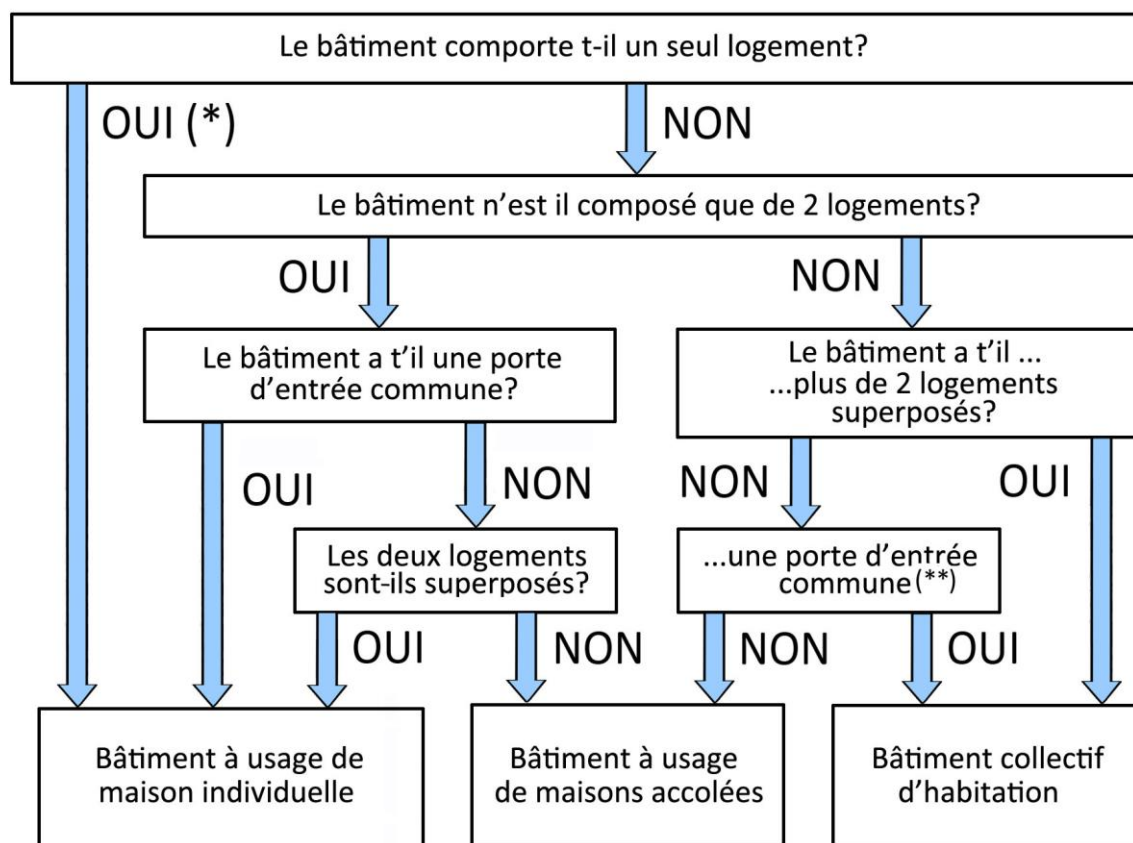 Le bâtiment comporte t-il un seul logement?
OUI (*)
NON
Le bâtiment n'est il composé que de 2 logements?
OUI
NON
Le bâtiment a t'il une porte
d'entrée commune?
Le bâtiment a t'il ...
...plus de 2 logements
superposés?
OUI
NON
NON
OUI
Les deux logements
sont-ils superposés?
...une porte d'entrée
commune(**)
OUI
NON
NON
OUI
Bâtiment à usage de
maison individuelle
Bâtiment à usage
de maisons accolées
Bâtiment collectif
d'habitation